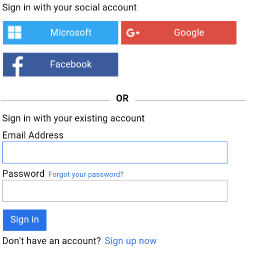 Sign in with your social account
Microsoft
G+ Google
Facebook
OR
Sign in with your existing account
Email Address
Password Forgot your password?
Sign in
Don't have an account? Sign up now